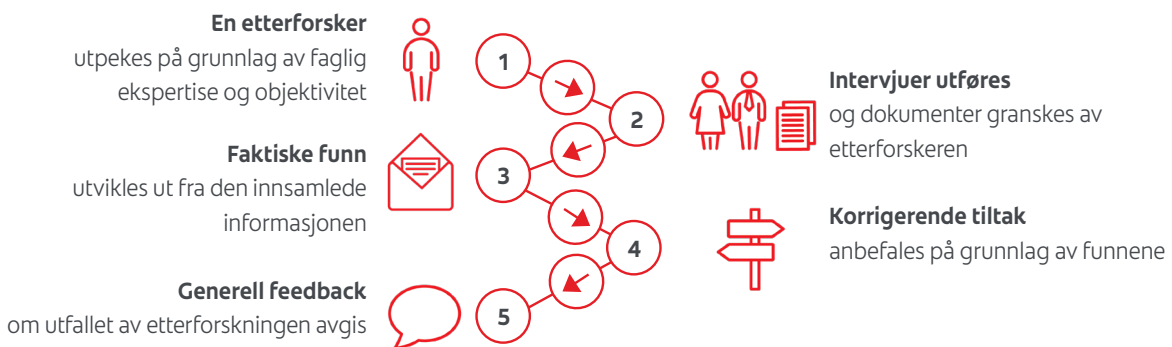 En etterforsker
utpekes på grunnlag av faglig
ekspertise og objektivitet
1
2
Intervjuer utføres
og dokumenter granskes av
etterforskeren
Faktiske funn
utvikles ut fra den innsamlede
informasjonen
3
4
Korrigerende tiltak
anbefales på grunnlag av funnene
Generell feedback
om utfallet av etterforskningen avgis
5